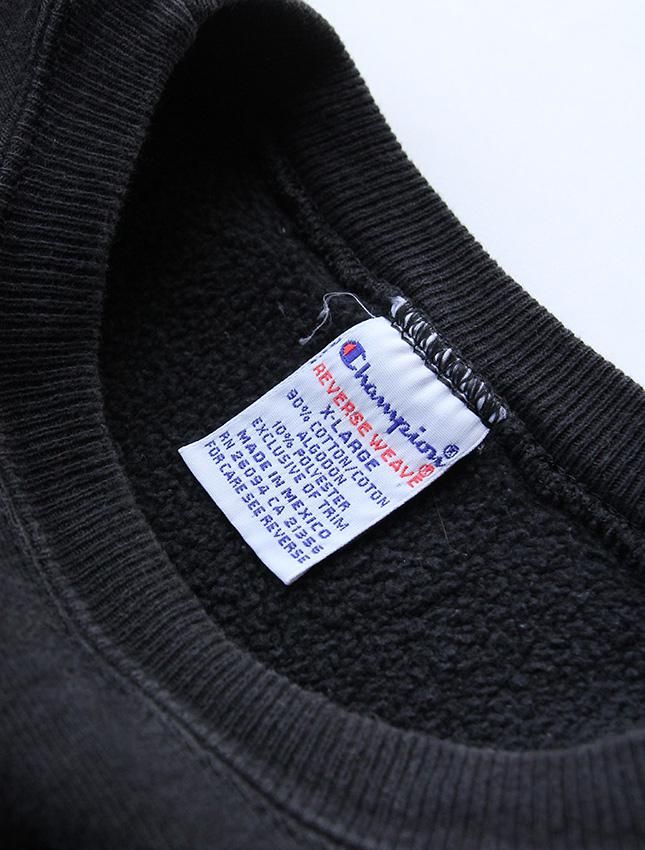 Champion®
REVERSE WEAVE®
X-LARGE
90% COTTON/COTON
ALGODON
10% POLYESTER
EXCLUSIVE OF TRIM
MADE IN MEXICO
RN 26094 CA 21356
FOR CARE SEE REVERSE